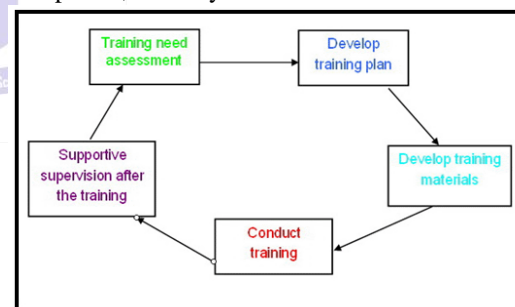 Training need
assessment
Develop
training plan
Develop training
materials
Conduct
training
Supportive
supervision after
the training